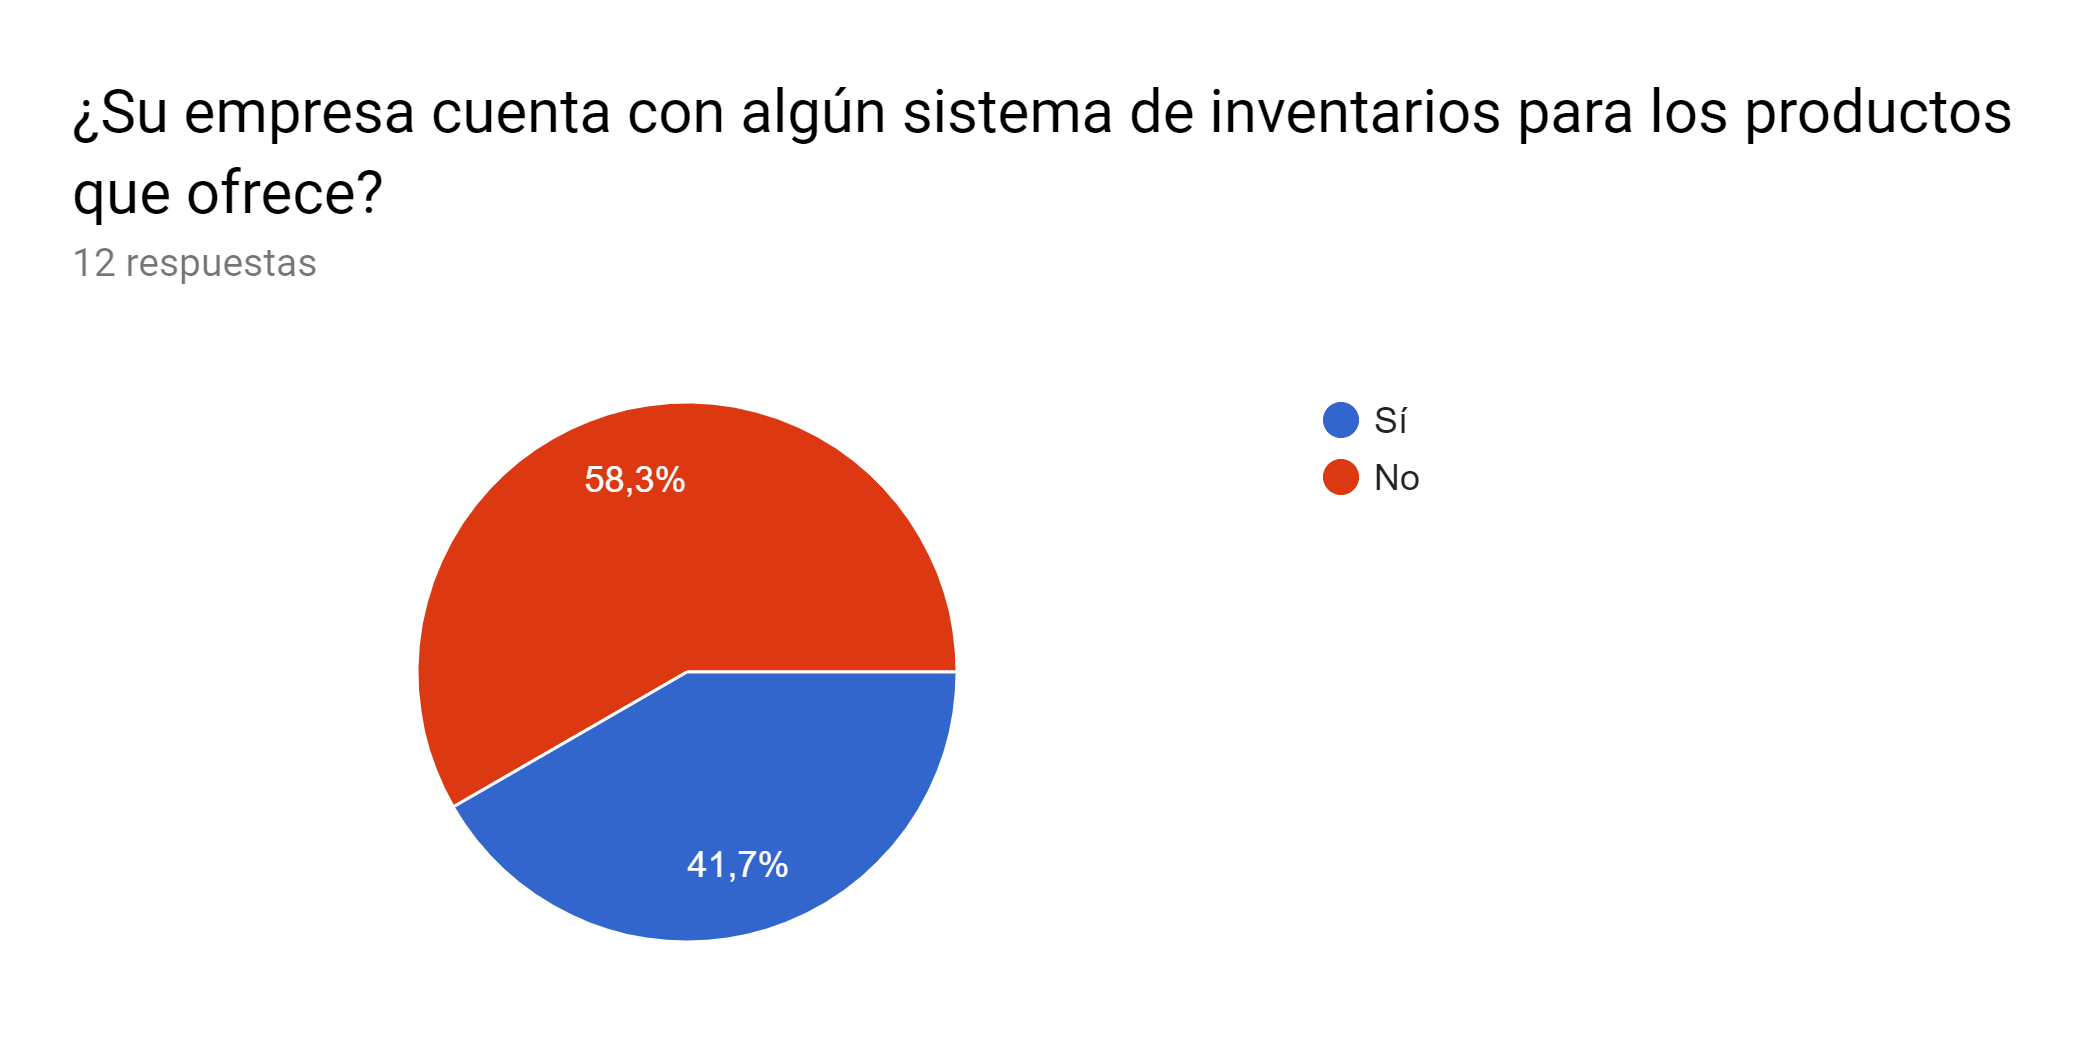 ¿Su empresa cuenta con algún sistema de inventarios para los productos
que ofrece?
12 respuestas
Sí
No
58,3%
41,7%